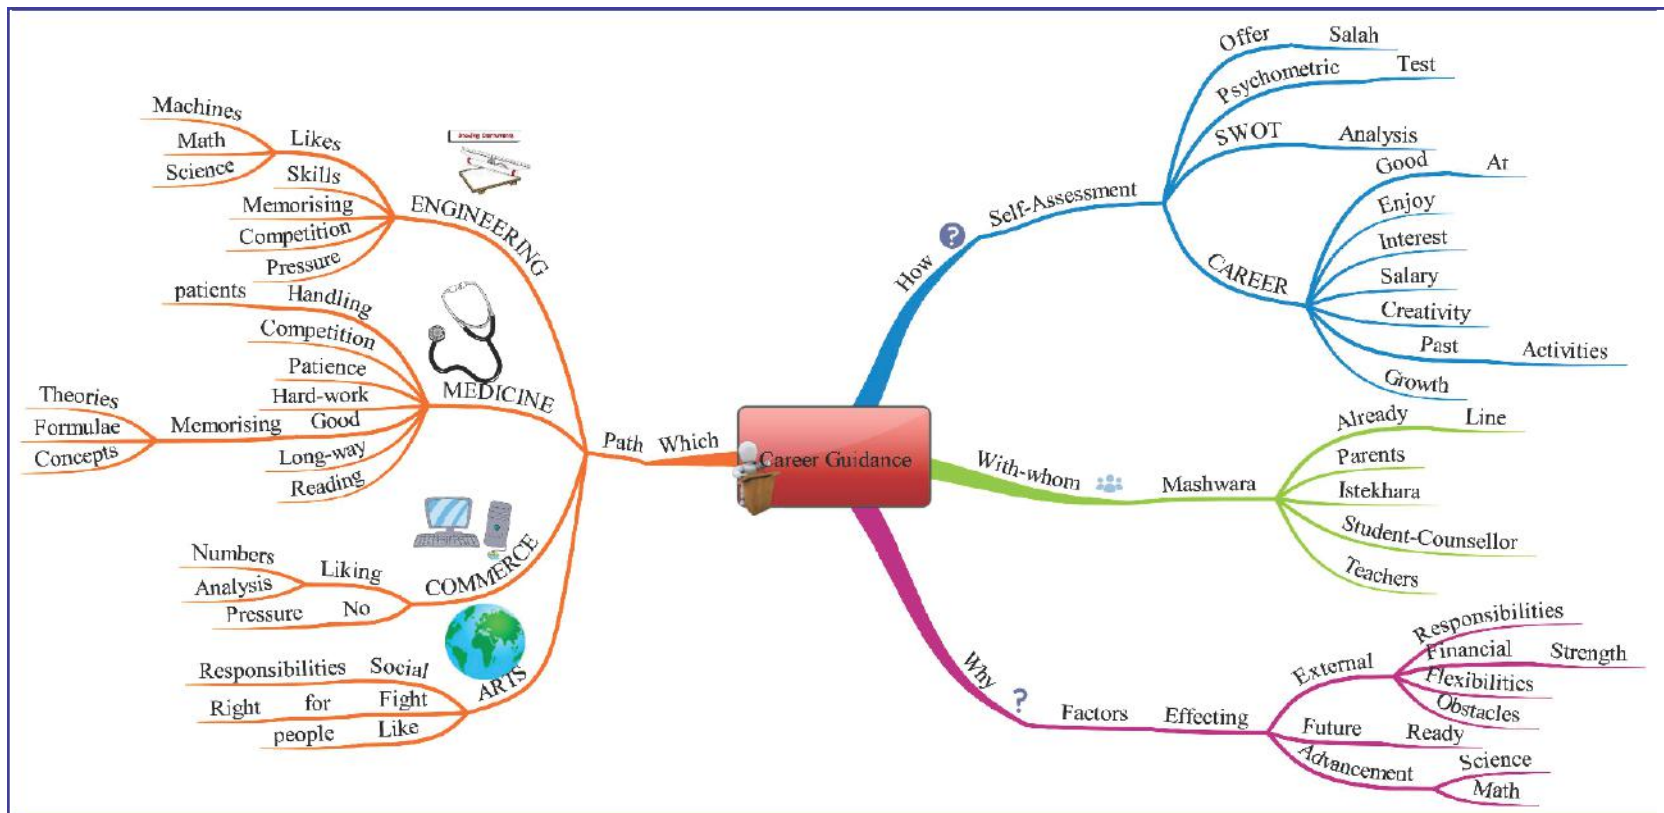 Career Guidance
How
Self-Assessment
Offer Salah
Psychometric Test
SWOT Analysis
CAREER
Good At
Enjoy
Interest
Salary
Creativity
Past Activities
Growth
With-whom
Mashwara
Already Line
Parents
Istekhara
Student-Counsellor
Teachers
Why
Factors Effecting
External
Responsibilities
Financial Strength
Flexibilities
Obstacles
Future Ready
Advancement
Science
Math
Path Which
ENGINEERING
Likes
Machines
Math
Science
Skills
Memorising
Competition
Pressure
MEDICINE
patients Handling
Competition
Patience
Hard-work
Memorising Good
Theories
Formulae
Concepts
Long-way
Reading
COMMERCE
Liking
Numbers
Analysis
Pressure No
ARTS
Responsibilities Social
Right for Fight
people Like